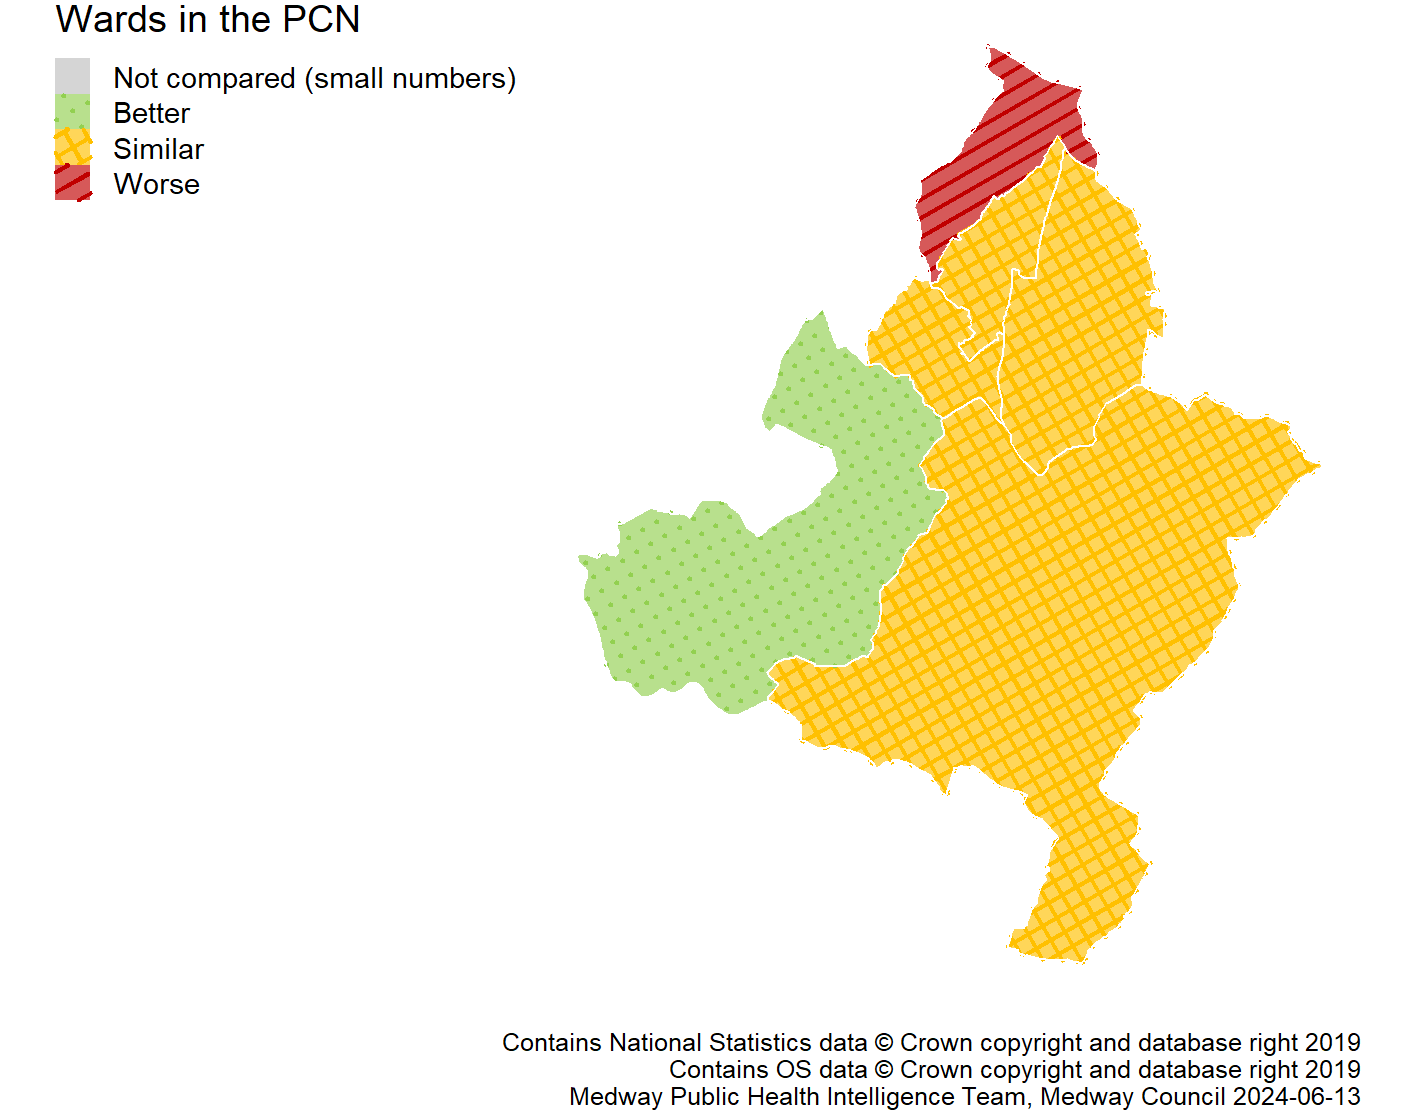 Wards in the PCN
Not compared (small numbers)
Better
Similar
Worse
Contains National Statistics data © Crown copyright and database right 2019
Contains OS data © Crown copyright and database right 2019
Medway Public Health Intelligence Team, Medway Council 2024-06-13